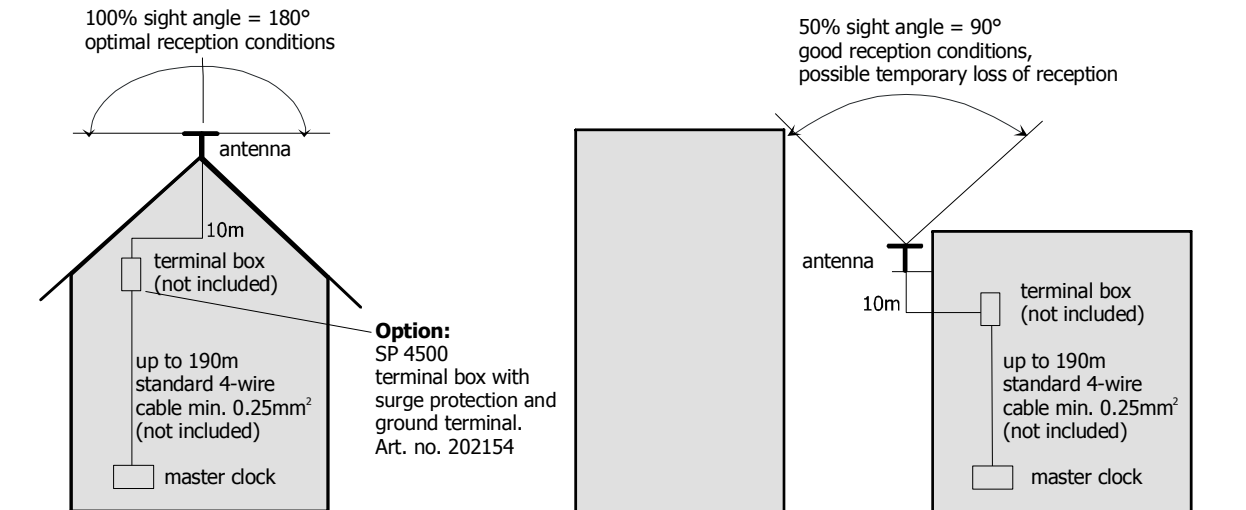 100% sight angle = 180°
optimal reception conditions
antenna
10m
terminal box
(not included)
Option:
SP 4500
terminal box with
surge protection and
ground terminal.
Art. no. 202154
up to 190m
standard 4-wire
cable min. 0.25mm²
(not included)
master clock
50% sight angle = 90°
good reception conditions,
possible temporary loss of reception
antenna
10m
terminal box
(not included)
up to 190m
standard 4-wire
cable min. 0.25mm²
(not included)
master clock